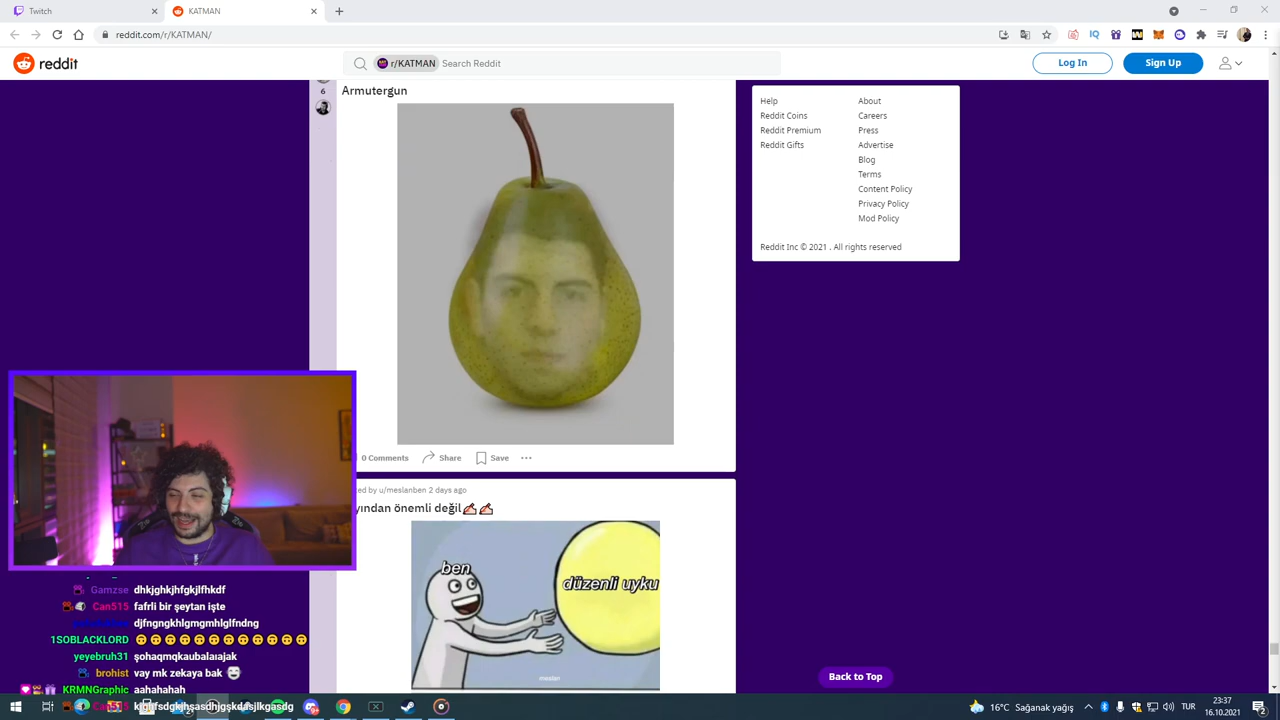 Twitch
KATMAN
reddit.com/r/KATMAN/
reddit
r/KATMAN Search Reddit
Log In
Sign Up
6
Armutergun
0 Comments
Share
Save
u/mesianben 2 days ago
yından önemli değil
ben
düzenli uyku
Help
Reddit Coins
Reddit Premium
Reddit Gifts
About
Careers
Press
Advertise
Blog
Terms
Content Policy
Privacy Policy
Mod Policy
Reddit Inc © 2021 . All rights reserved
Back to Top
Gamzse dhkjghkjhfgkjlfhkdf
Can515 fafrli bir şeytan işte
djfngngkhlgmgmhlglfndng
1SOBLACKLORD
yeyebruh31 şohaqmqkaubalaıajak
brohist vay mk zekaya bak
KRMNGraphic aahahahah
Can515
16°C Sağanak yağış
TUR
23:37
16.10.2021
2